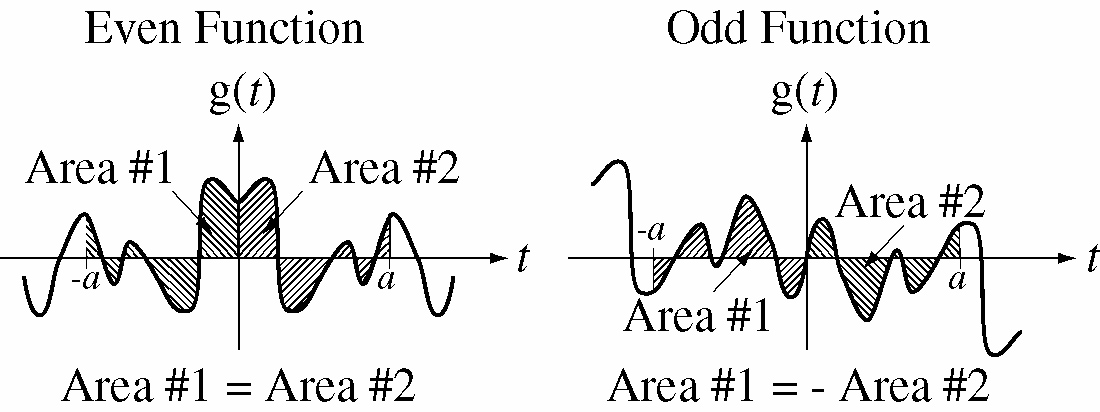 Even Function
g(t)
Area #1
Area #2
-a
a
t
Area #1 = Area #2
Odd Function
g(t)
Area #2
-a
a
t
Area #1
Area #1 = - Area #2